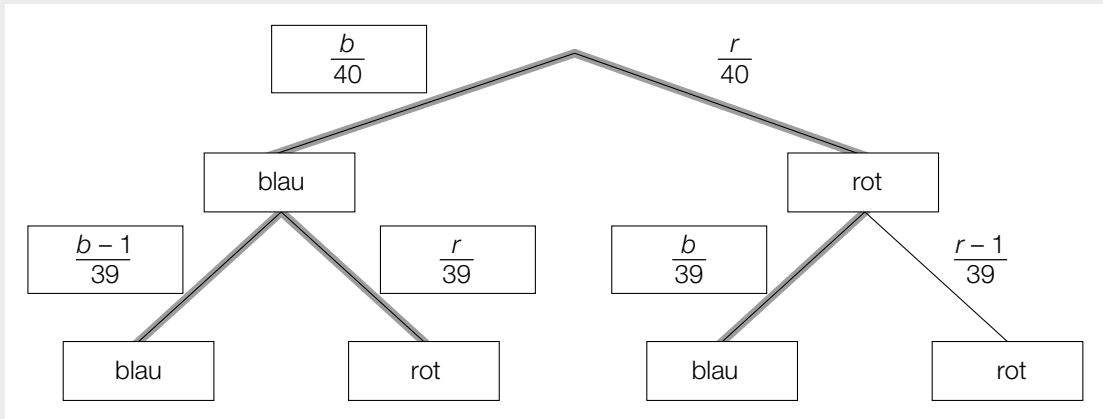 b/40
r/40
blau
rot
b – 1/39
r/39
b/39
r – 1/39
blau
rot
blau
rot